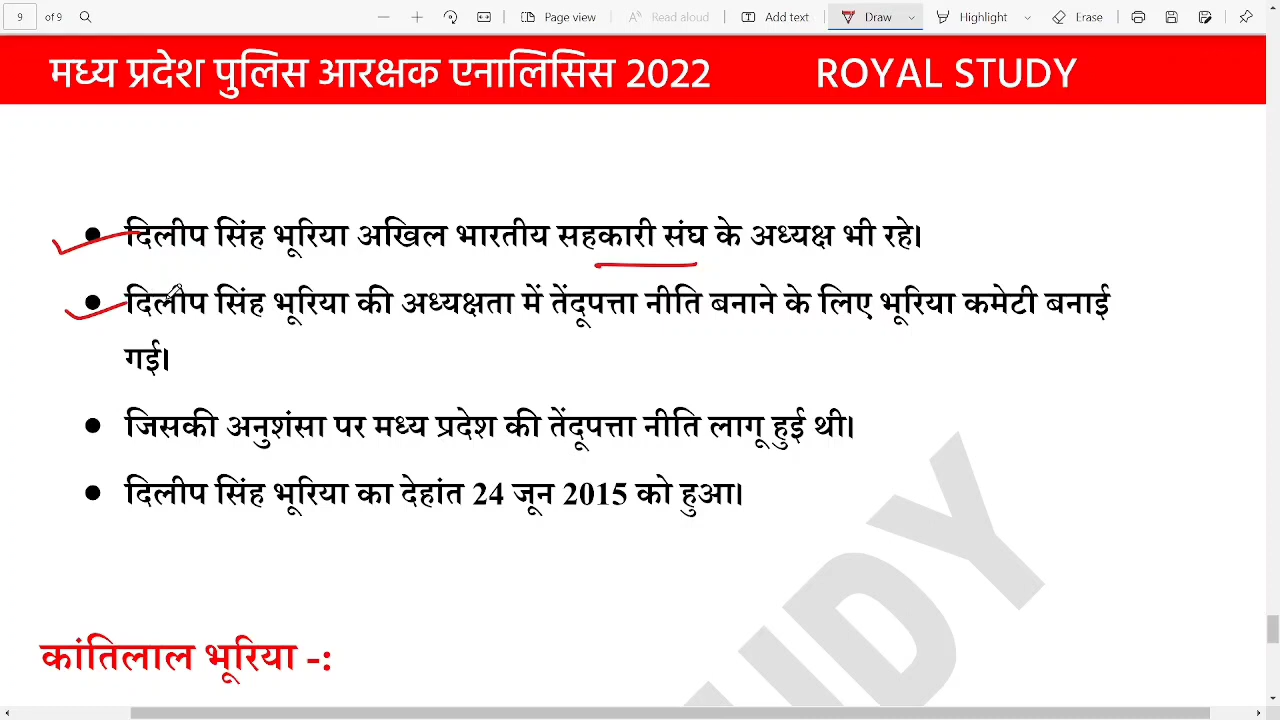 9 of 9 Page view Read aloud Add text Draw Highlight Erase
मध्य प्रदेश पुलिस आरक्षक एनालिसिस 2022 ROYAL STUDY
● दिलीप सिंह भूरिया अखिल भारतीय सहकारी संघ के अध्यक्ष भी रहे।
● दिलीप सिंह भूरिया की अध्यक्षता में तेंदूपत्ता नीति बनाने के लिए भूरिया कमेटी बनाई
गई।
● जिसकी अनुशंसा पर मध्य प्रदेश की तेंदूपत्ता नीति लागू हुई थी।
● दिलीप सिंह भूरिया का देहांत 24 जून 2015 को हुआ।
कांतिलाल भूरिया -:
UDY